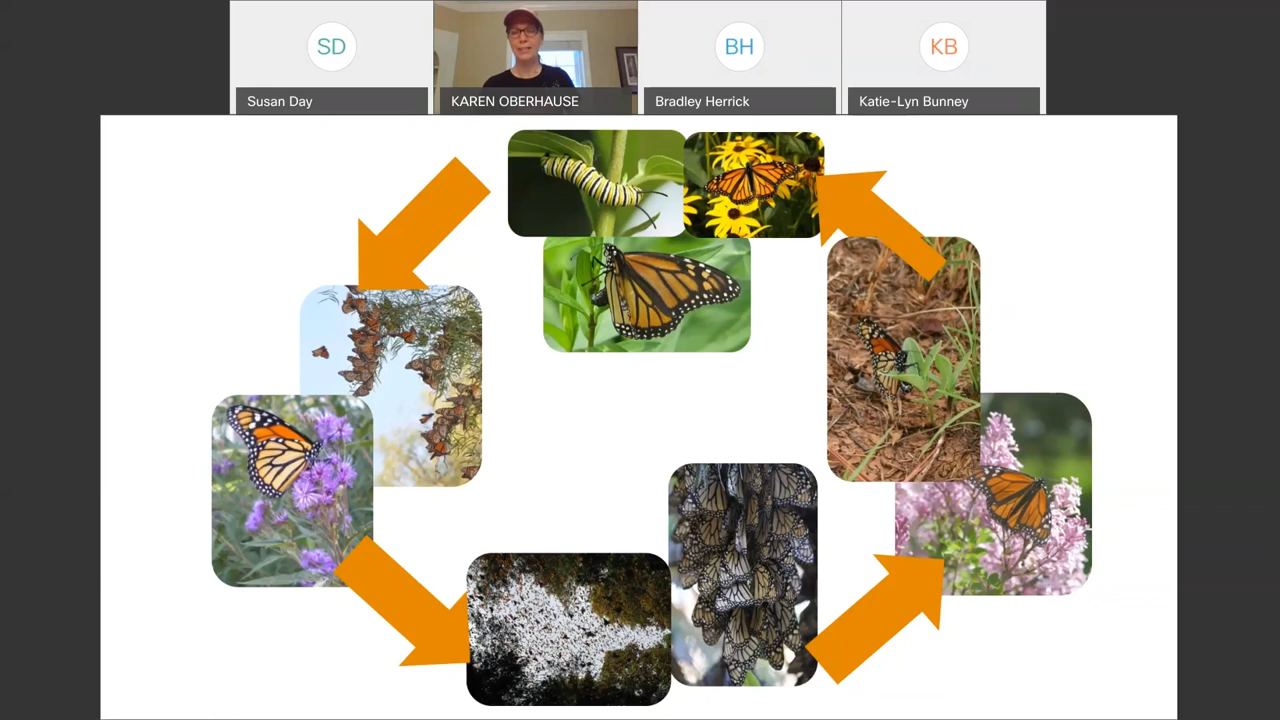 SD
BH
KB
Susan Day
KAREN OBERHAUSE
Bradley Herrick
Katie-Lyn Bunney